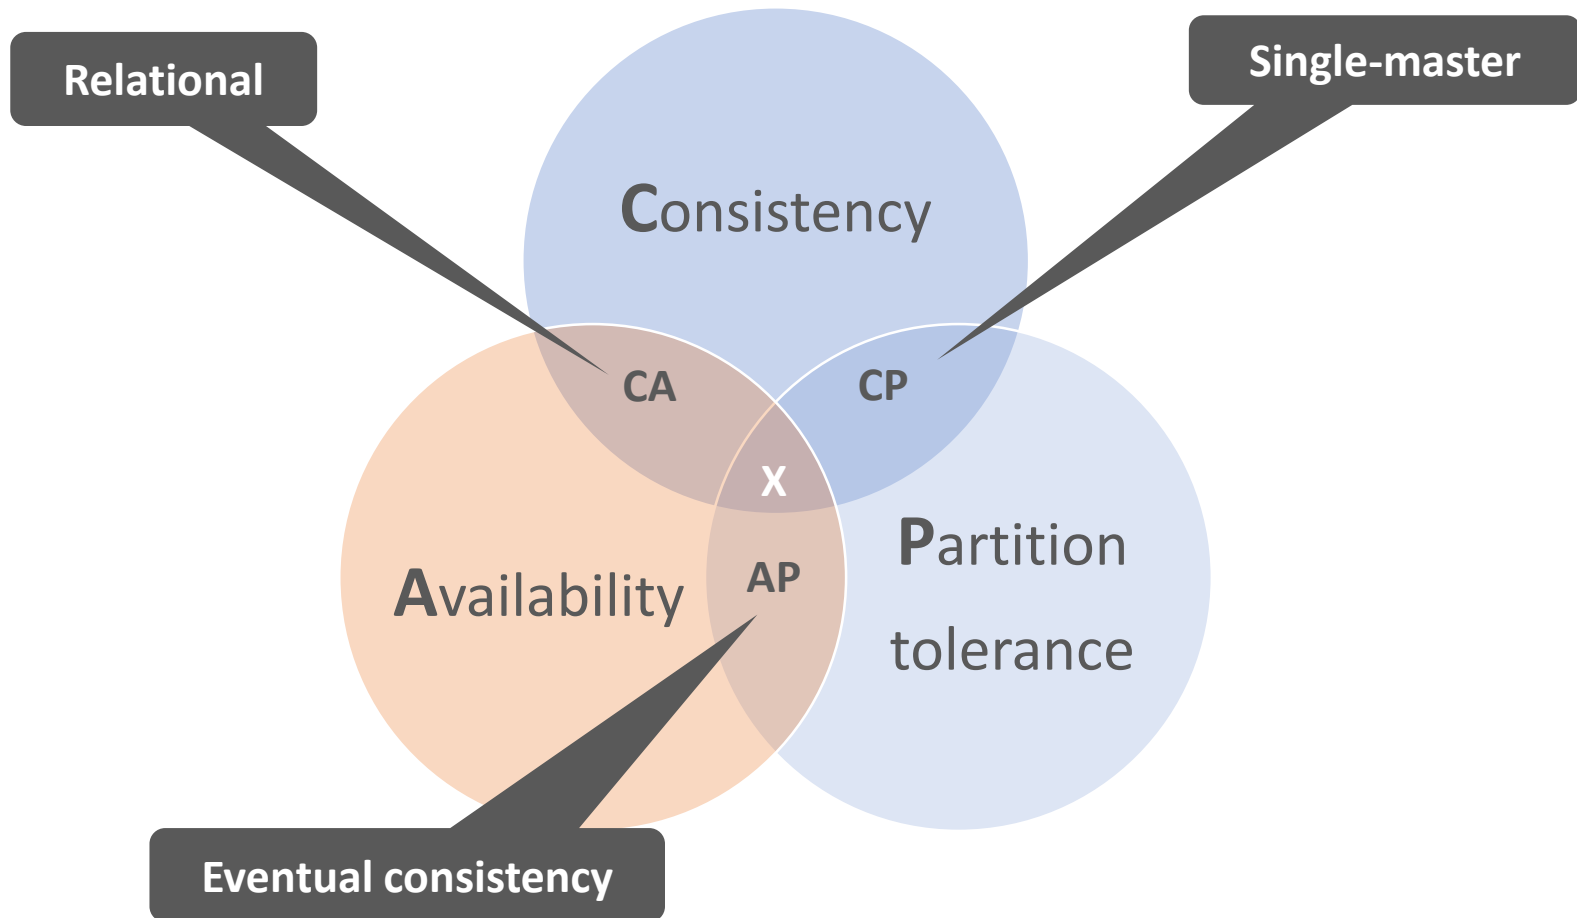 Relational
Single-master
Consistency
CA
CP
X
Partition
tolerance
Availability
AP
Eventual consistency